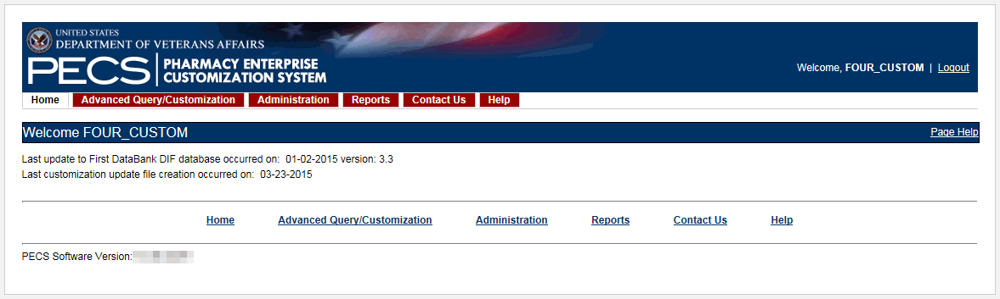 UNITED STATES
DEPARTMENT OF VETERANS AFFAIRS
PECS PHARMACY ENTERPRISE
CUSTOMIZATION SYSTEM
Welcome, FOUR_CUSTOM | Logout
Home Advanced Query/Customization Administration Reports Contact Us Help
Welcome FOUR_CUSTOM Page Help
Last update to First DataBank DIF database occurred on: 01-02-2015 version: 3.3
Last customization update file creation occurred on: 03-23-2015
Home Advanced Query/Customization Administration Reports Contact Us Help
PECS Software Version: